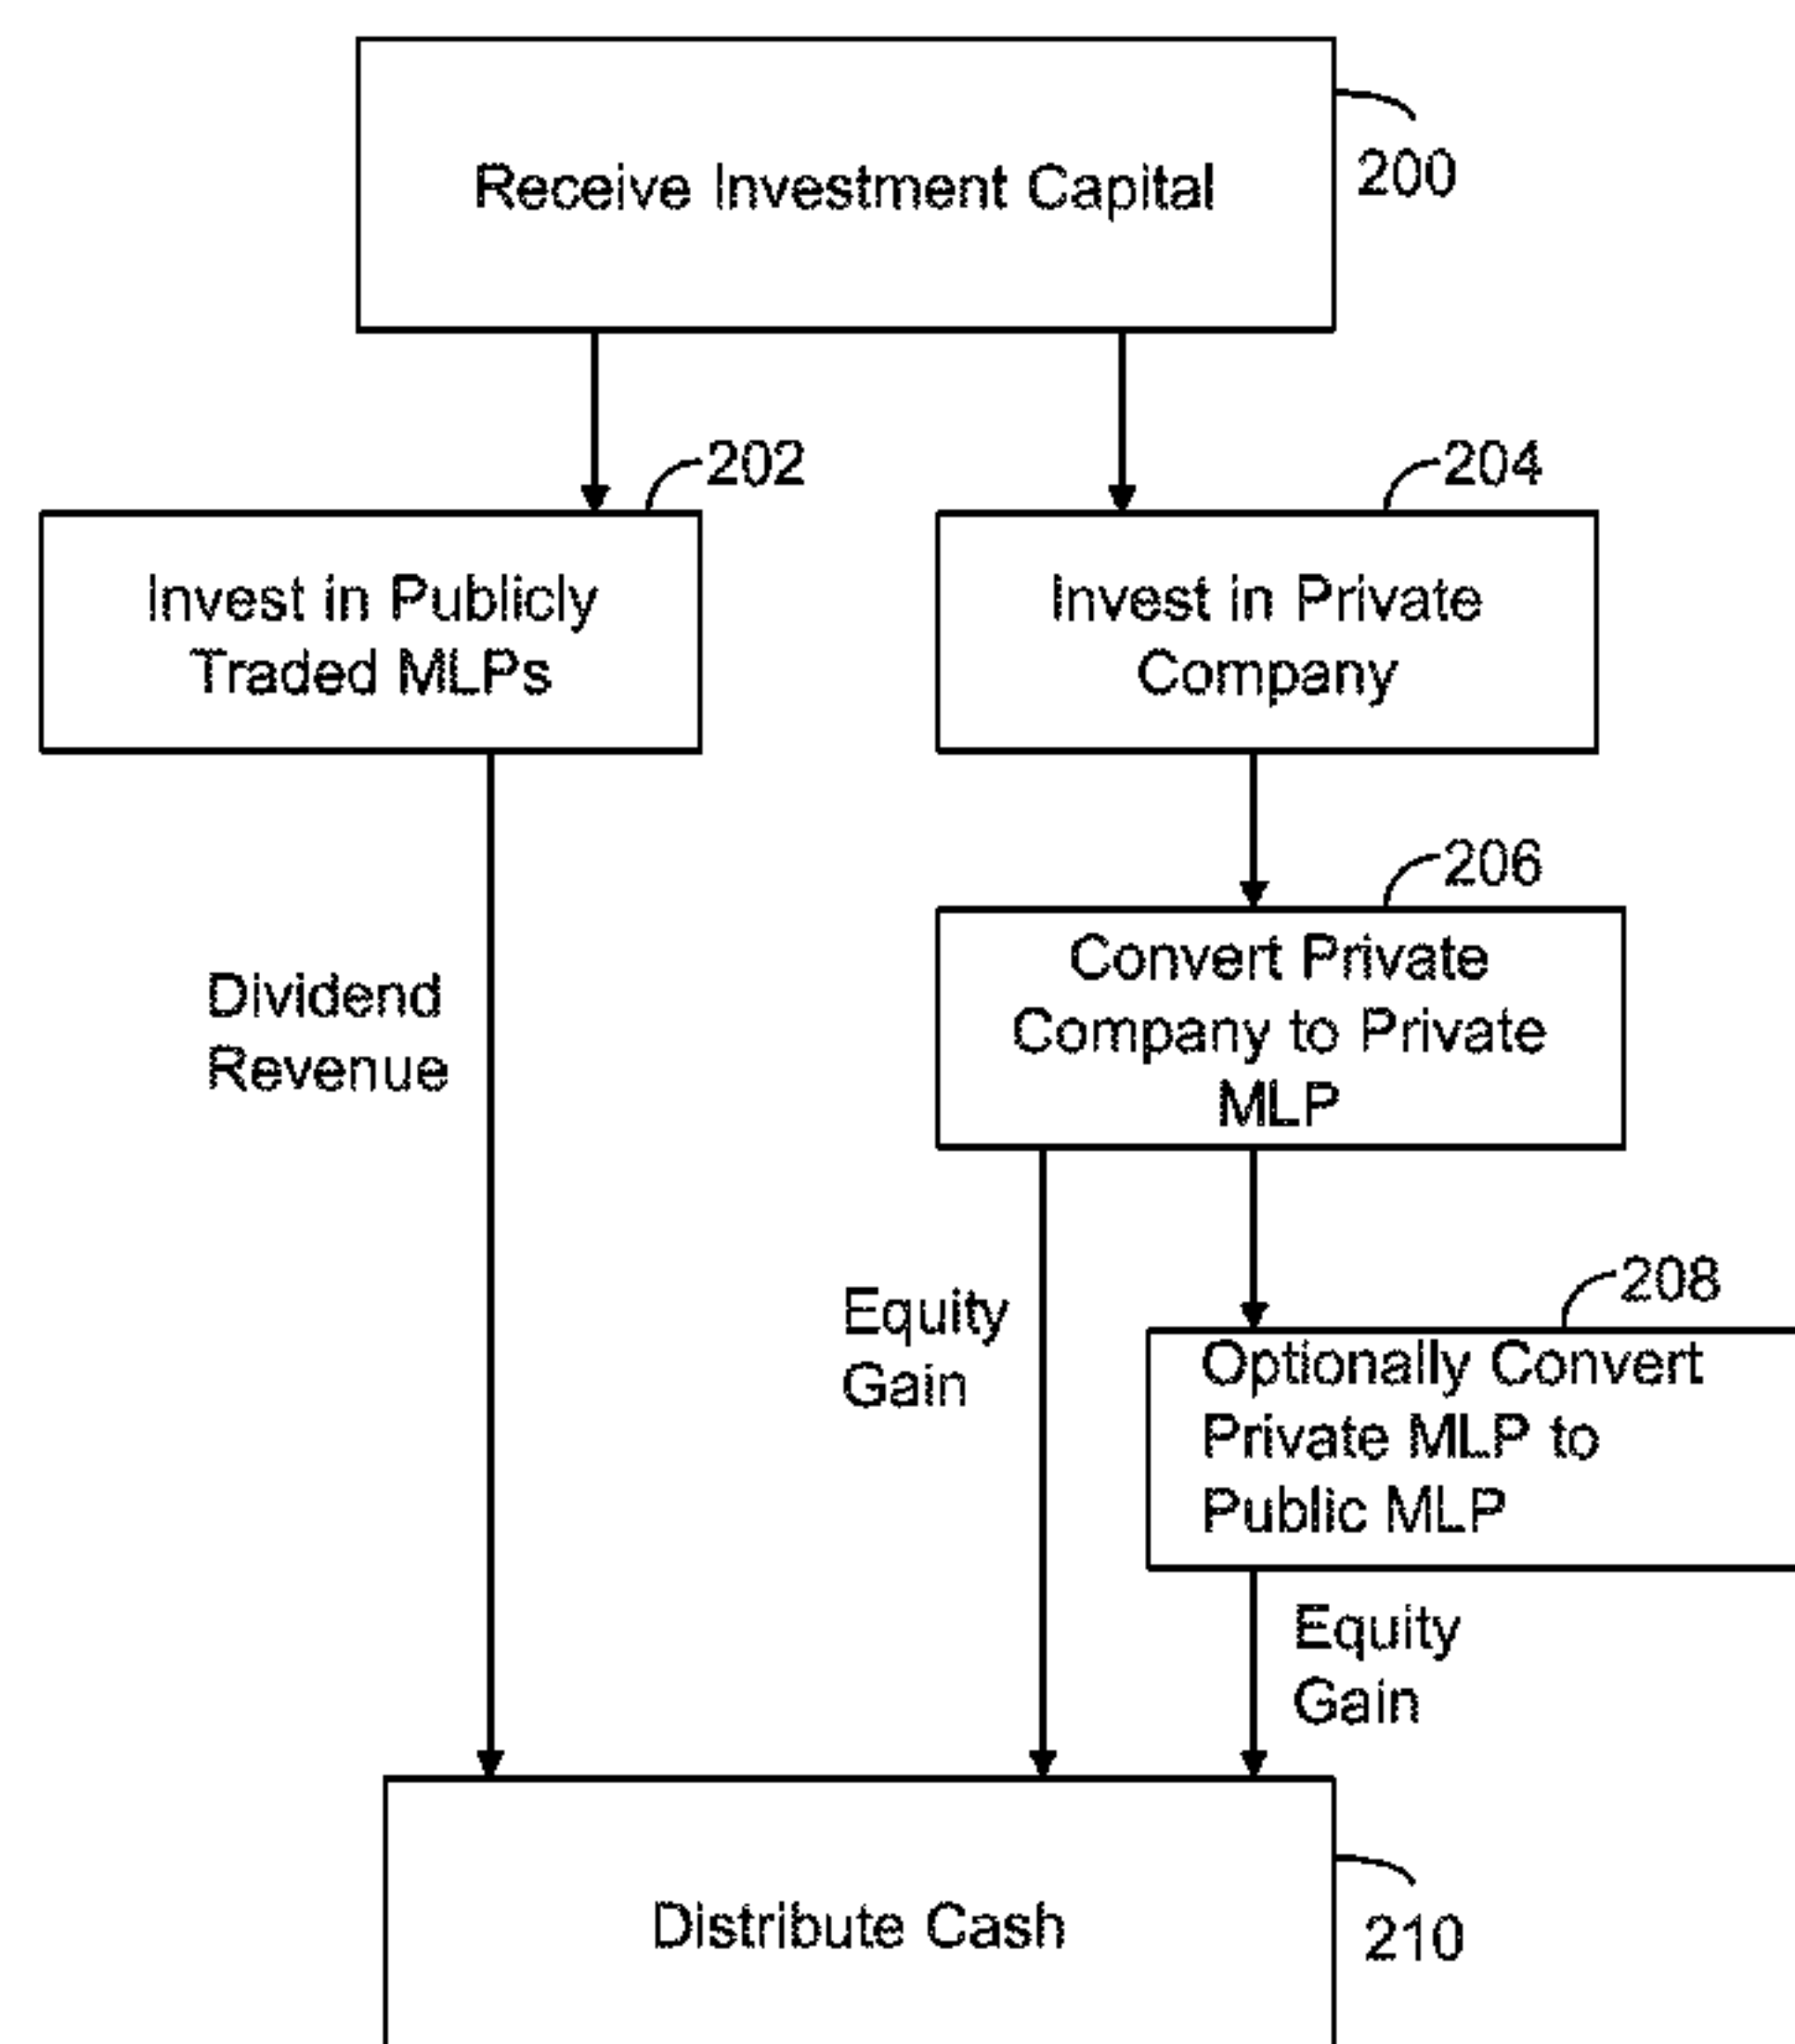 Receive Investment Capital
200
202
204
Invest in Publicly
Traded MLPs
Invest in Private
Company
206
Convert Private
Company to Private
MLP
Dividend
Revenue
208
Equity
Gain
Optionally Convert
Private MLP to
Public MLP
Equity
Gain
Distribute Cash
210